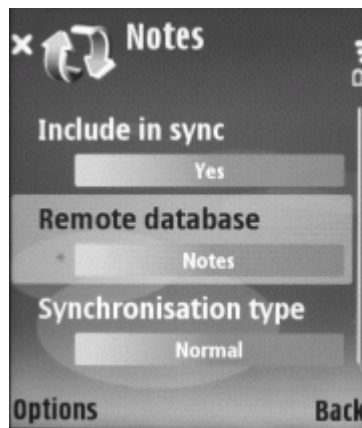 Notes
Include in sync
Yes
Remote database
* Notes
Synchronisation type
Normal
Options Back